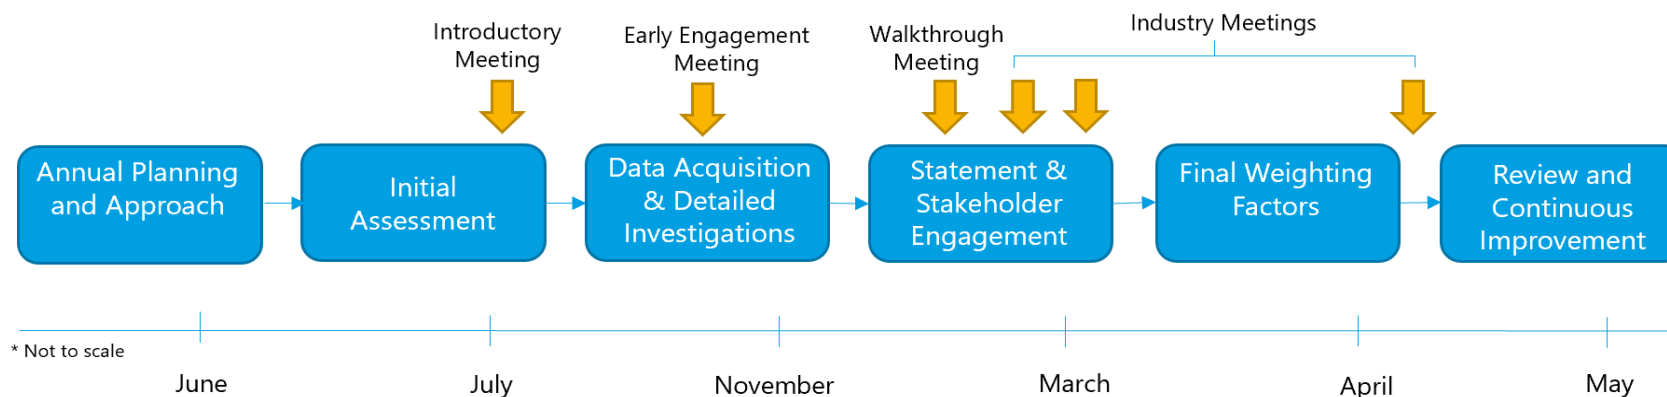 Introductory
Meeting
Early Engagement
Meeting
Walkthrough
Meeting
Industry Meetings
Annual Planning
and Approach
Initial
Assessment
Data Acquisition
& Detailed
Investigations
Statement &
Stakeholder
Engagement
Final Weighting
Factors
Review and
Continuous
Improvement
* Not to scale
June
July
November
March
April
May